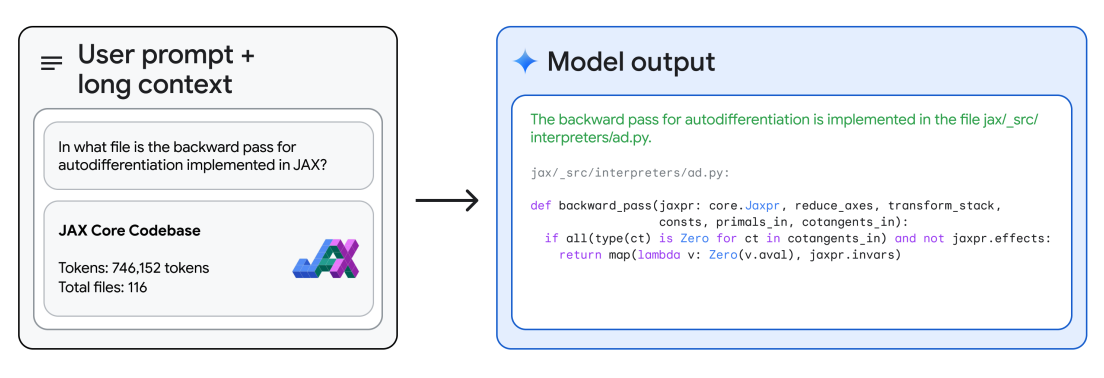 User prompt +
long context
In what file is the backward pass for
autodifferentiation implemented in JAX?
JAX Core Codebase
Tokens: 746,152 tokens
Total files: 116
JAX
Model output
The backward pass for autodifferentiation is implemented in the file jax/_src/
interpreters/ad.py.
jax/_src/interpreters/ad.py:
def backward_pass(jaxpr: core.Jaxpr, reduce_axes, transform_stack,
consts, primals_in, cotangents_in):
if all(type(ct) is Zero for ct in cotangents_in) and not jaxpr.effects:
return map(lambda v: Zero(v.aval), jaxpr.invars)